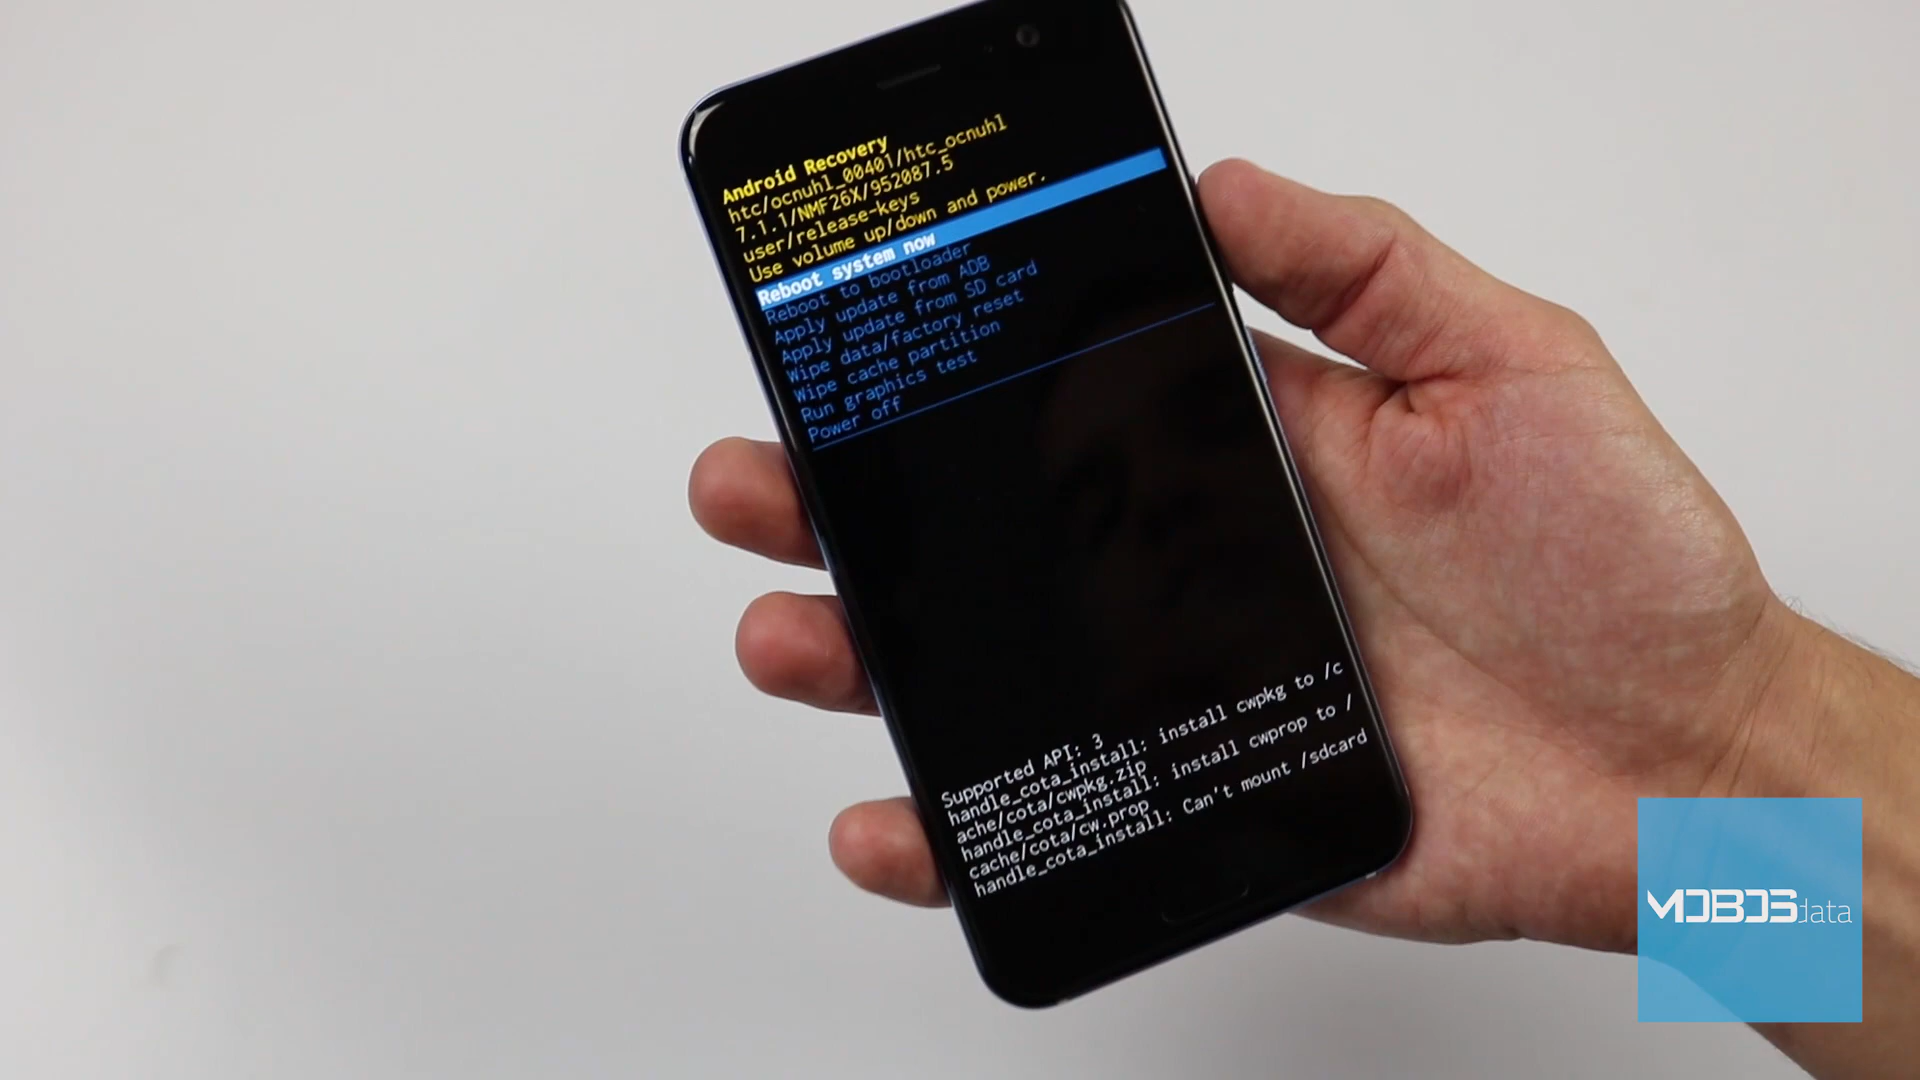 Android Recovery
htc/ocnuhl_00401/htc_ocnuhl
7.1.1/NMF26X/952087.5
user/release-keys
Use volume up/down and power.
Reboot system now
Reboot to bootloader
Apply update from ADB
Apply update from SD card
Wipe data/factory reset
Wipe cache partition
Run graphics test
Power off
Supported API: 3
handle_cota_install: install cwpkg to /c
ache/cota/cwpkg.zip
handle_cota_install: install cwprop to /
cache/cota/cw.prop
handle_cota_install: Can't mount /sdcard
MOBOSdata